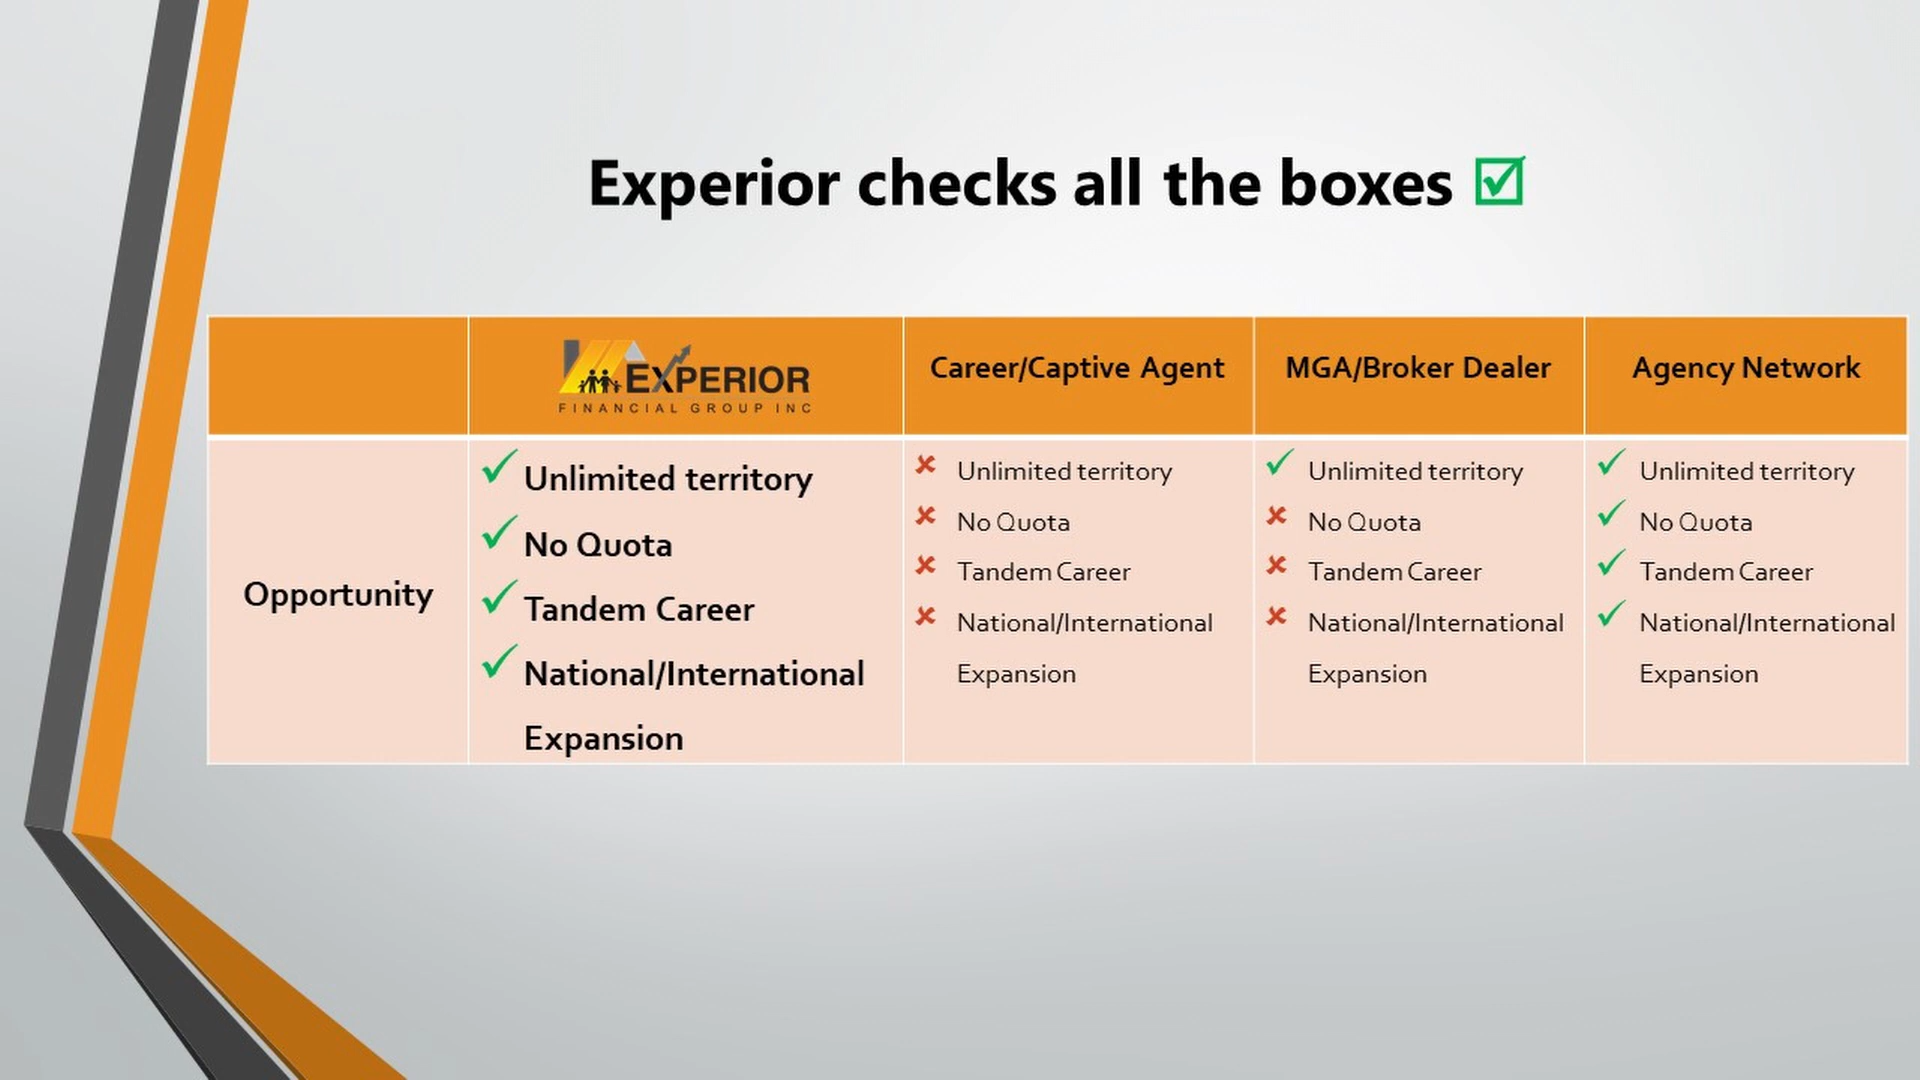 Experior checks all the boxes
EXPERIOR
FINANCIAL GROUP INC
Career/Captive Agent
MGA/Broker Dealer
Agency Network
Opportunity
Unlimited territory
No Quota
Tandem Career
National/International
Expansion
Unlimited territory
No Quota
Tandem Career
National/International
Expansion
Unlimited territory
No Quota
Tandem Career
National/International
Expansion
Unlimited territory
No Quota
Tandem Career
National/International
Expansion